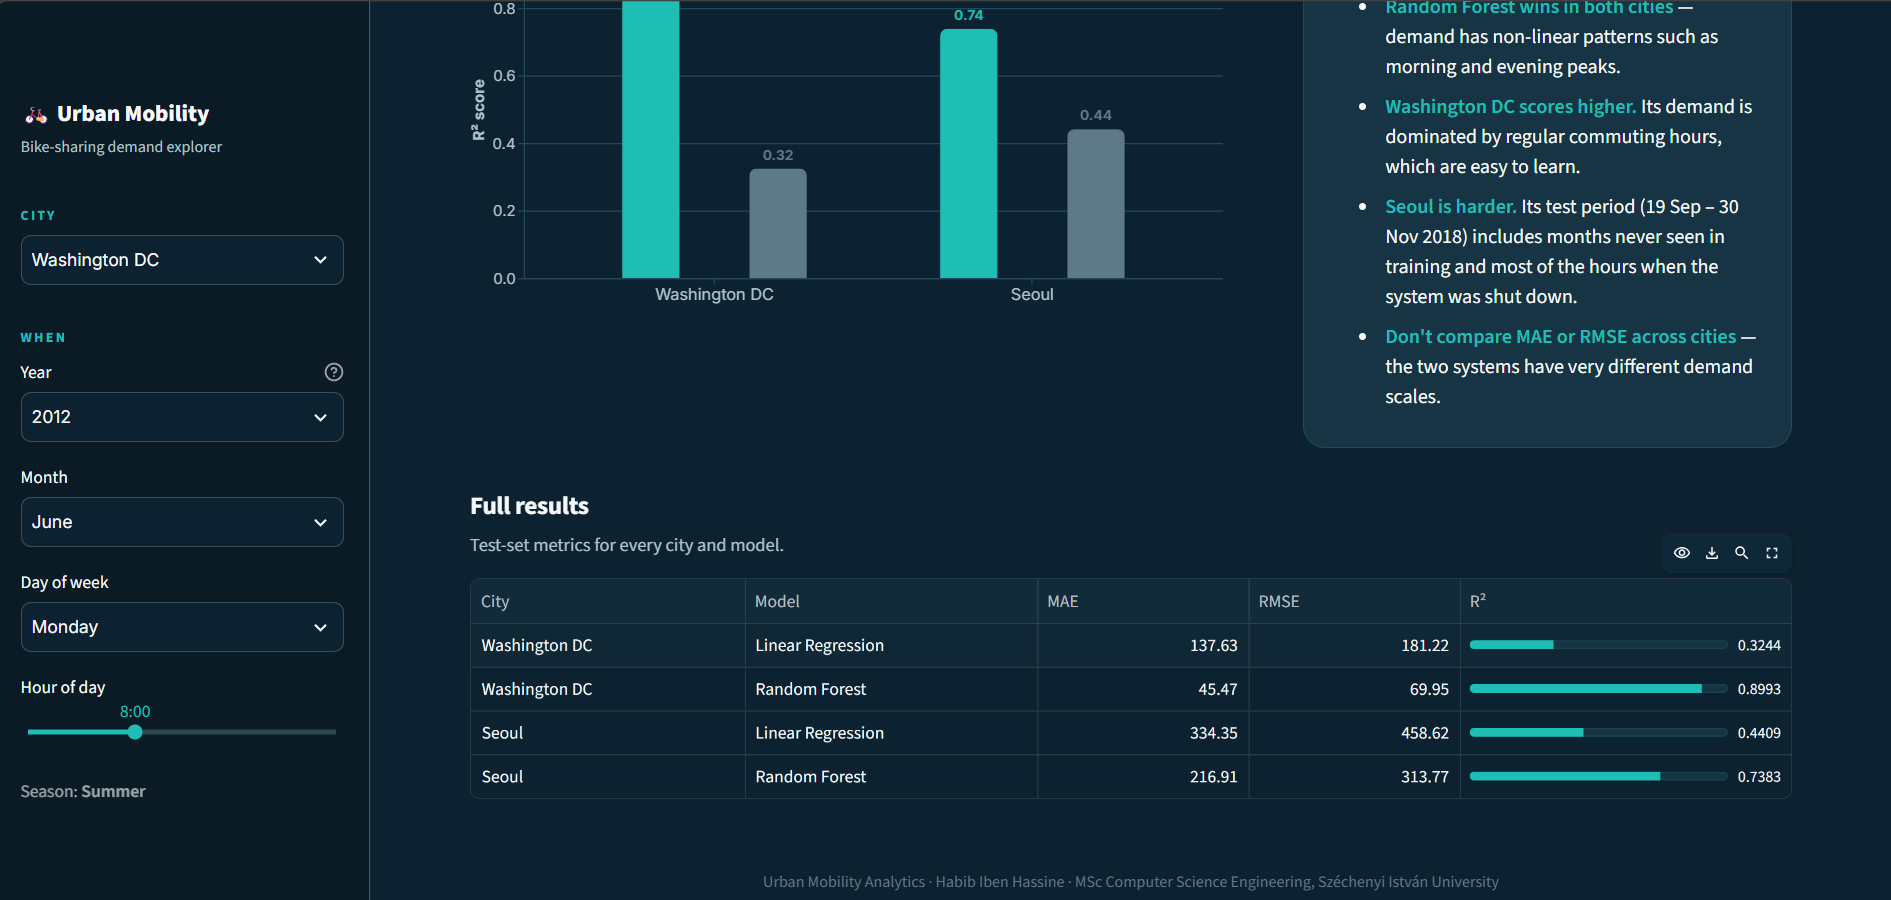 Urban Mobility
Bike-sharing demand explorer
CITY
Washington DC
WHEN
Year
2012
Month
June
Day of week
Monday
Hour of day
8:00
Season: Summer
R² score
0.8
0.6
0.4
0.2
0.0
0.32
0.74
0.44
Washington DC
Seoul
Random Forest wins in both cities —
demand has non-linear patterns such as
morning and evening peaks.
Washington DC scores higher. Its demand is
dominated by regular commuting hours,
which are easy to learn.
Seoul is harder. Its test period (19 Sep – 30
Nov 2018) includes months never seen in
training and most of the hours when the
system was shut down.
Don't compare MAE or RMSE across cities —
the two systems have very different demand
scales.
Full results
Test-set metrics for every city and model.
City Model MAE RMSE R²
Washington DC Linear Regression 137.63 181.22 0.3244
Washington DC Random Forest 45.47 69.95 0.8993
Seoul Linear Regression 334.35 458.62 0.4409
Seoul Random Forest 216.91 313.77 0.7383
Urban Mobility Analytics · Habib Iben Hassine · MSc Computer Science Engineering, Széchenyi István University